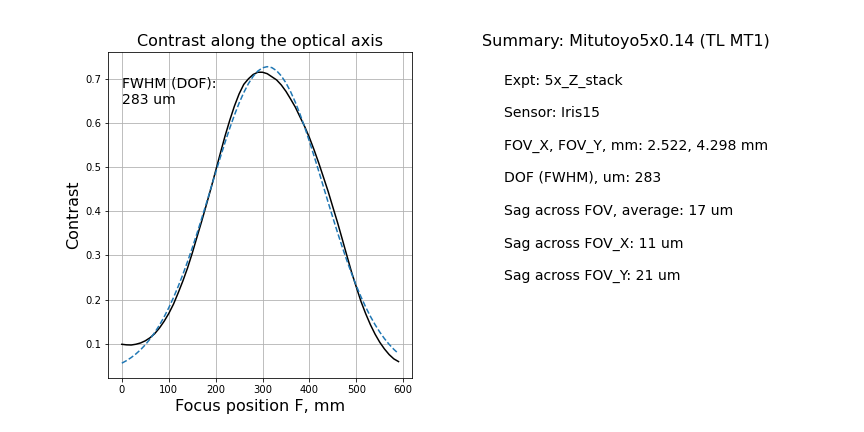 Contrast along the optical axis
FWHM (DOF):
283 um
0.7
0.6
0.5
0.4
0.3
0.2
0.1
Contrast
0 100 200 300 400 500 600
Focus position F, mm
Summary: Mitutoyo5x0.14 (TL MT1)
Expt: 5x_Z_stack
Sensor: Iris15
FOV_X, FOV_Y, mm: 2.522, 4.298 mm
DOF (FWHM), um: 283
Sag across FOV, average: 17 um
Sag across FOV_X: 11 um
Sag across FOV_Y: 21 um